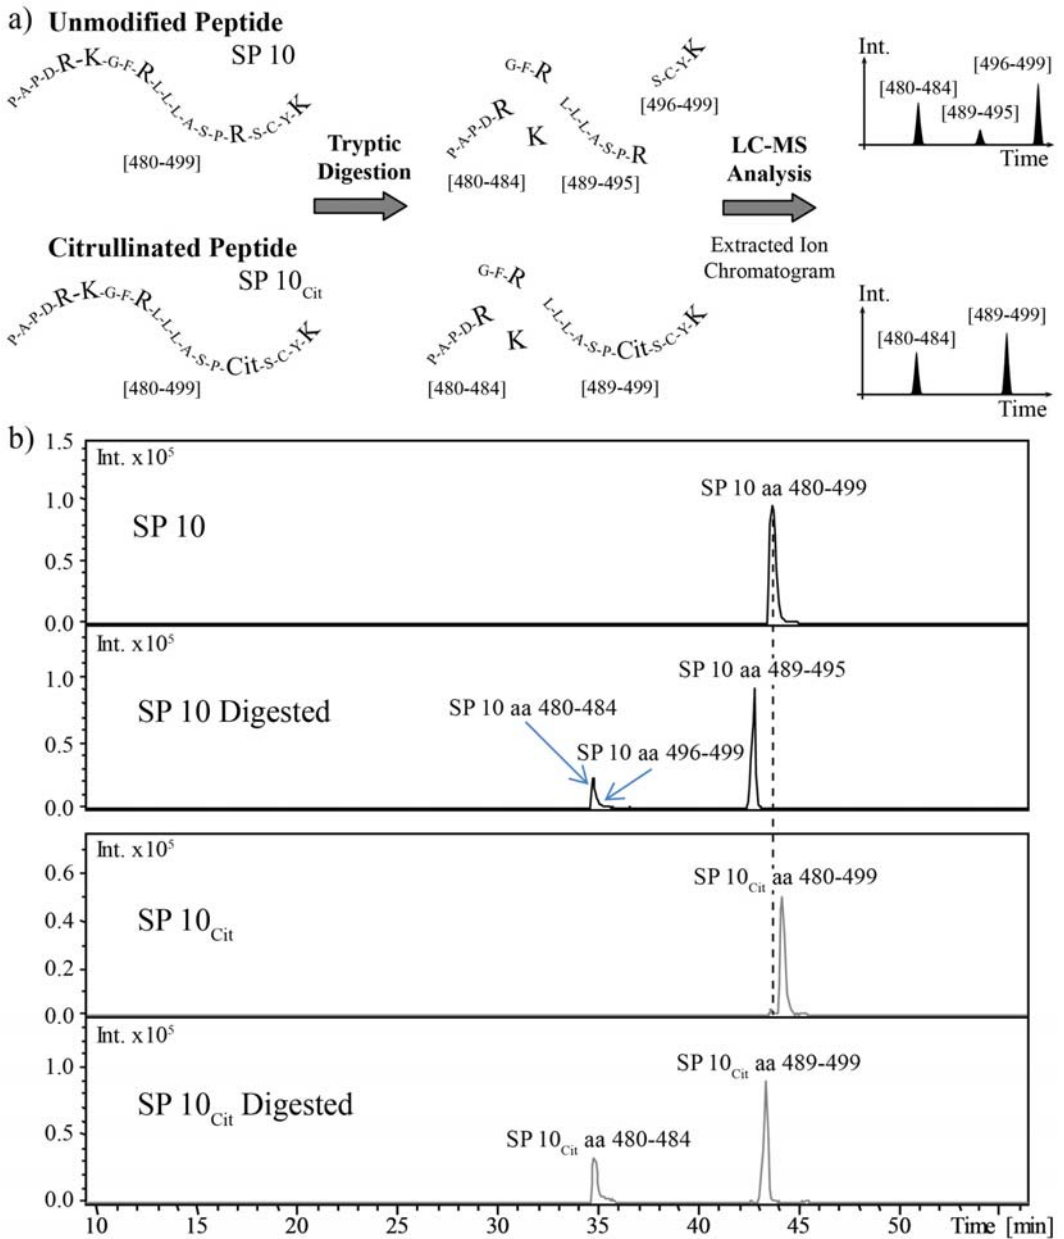 a) Unmodified Peptide
SP 10
P-A-P-D-R-K-G-F-R-L-L-L-A-S-P-R-S-C-Y-K
[480-499]
Tryptic
Digestion
G-F-R
S-C-Y-K
[496-499]
P-A-P-D-R
K
L-L-L-A-S-P-R
[480-484]
[489-495]
LC-MS
Analysis
Int.
[496-499]
[480-484]
[489-495]
Time
Citrullinated Peptide
SP 10Cit
P-A-P-D-R-K-G-F-R-L-L-L-A-S-P-Cit-S-C-Y-K
[480-499]
G-F-R
P-A-P-D-R
K
L-L-L-A-S-P-Cit-S-C-Y-K
[480-484]
[489-499]
Extracted Ion
Chromatogram
Int.
[489-499]
[480-484]
Time
b)
1.5
Int. x10⁵
SP 10 aa 480-499
1.0
SP 10
0.5
0.0
Int. x10⁵
1.0
SP 10 aa 489-495
SP 10 Digested
SP 10 aa 480-484
0.5
SP 10 aa 496-499
0.0
Int. x10⁵
0.6
SP 10Cit aa 480-499
0.4
SP 10Cit
0.2
0.0
Int. x10⁵
1.0
SP 10Cit aa 489-499
SP 10Cit Digested
0.5
SP 10Cit aa 480-484
0.0
10 15 20 25 30 35 40 45 50 Time [min]